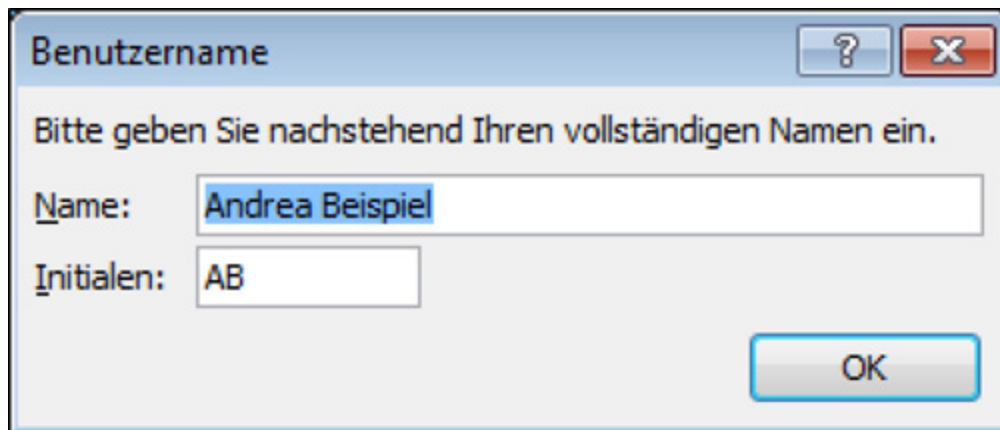 Benutzername
Bitte geben Sie nachstehend Ihren vollständigen Namen ein.
Name: Andrea Beispiel
Initialen: AB
OK